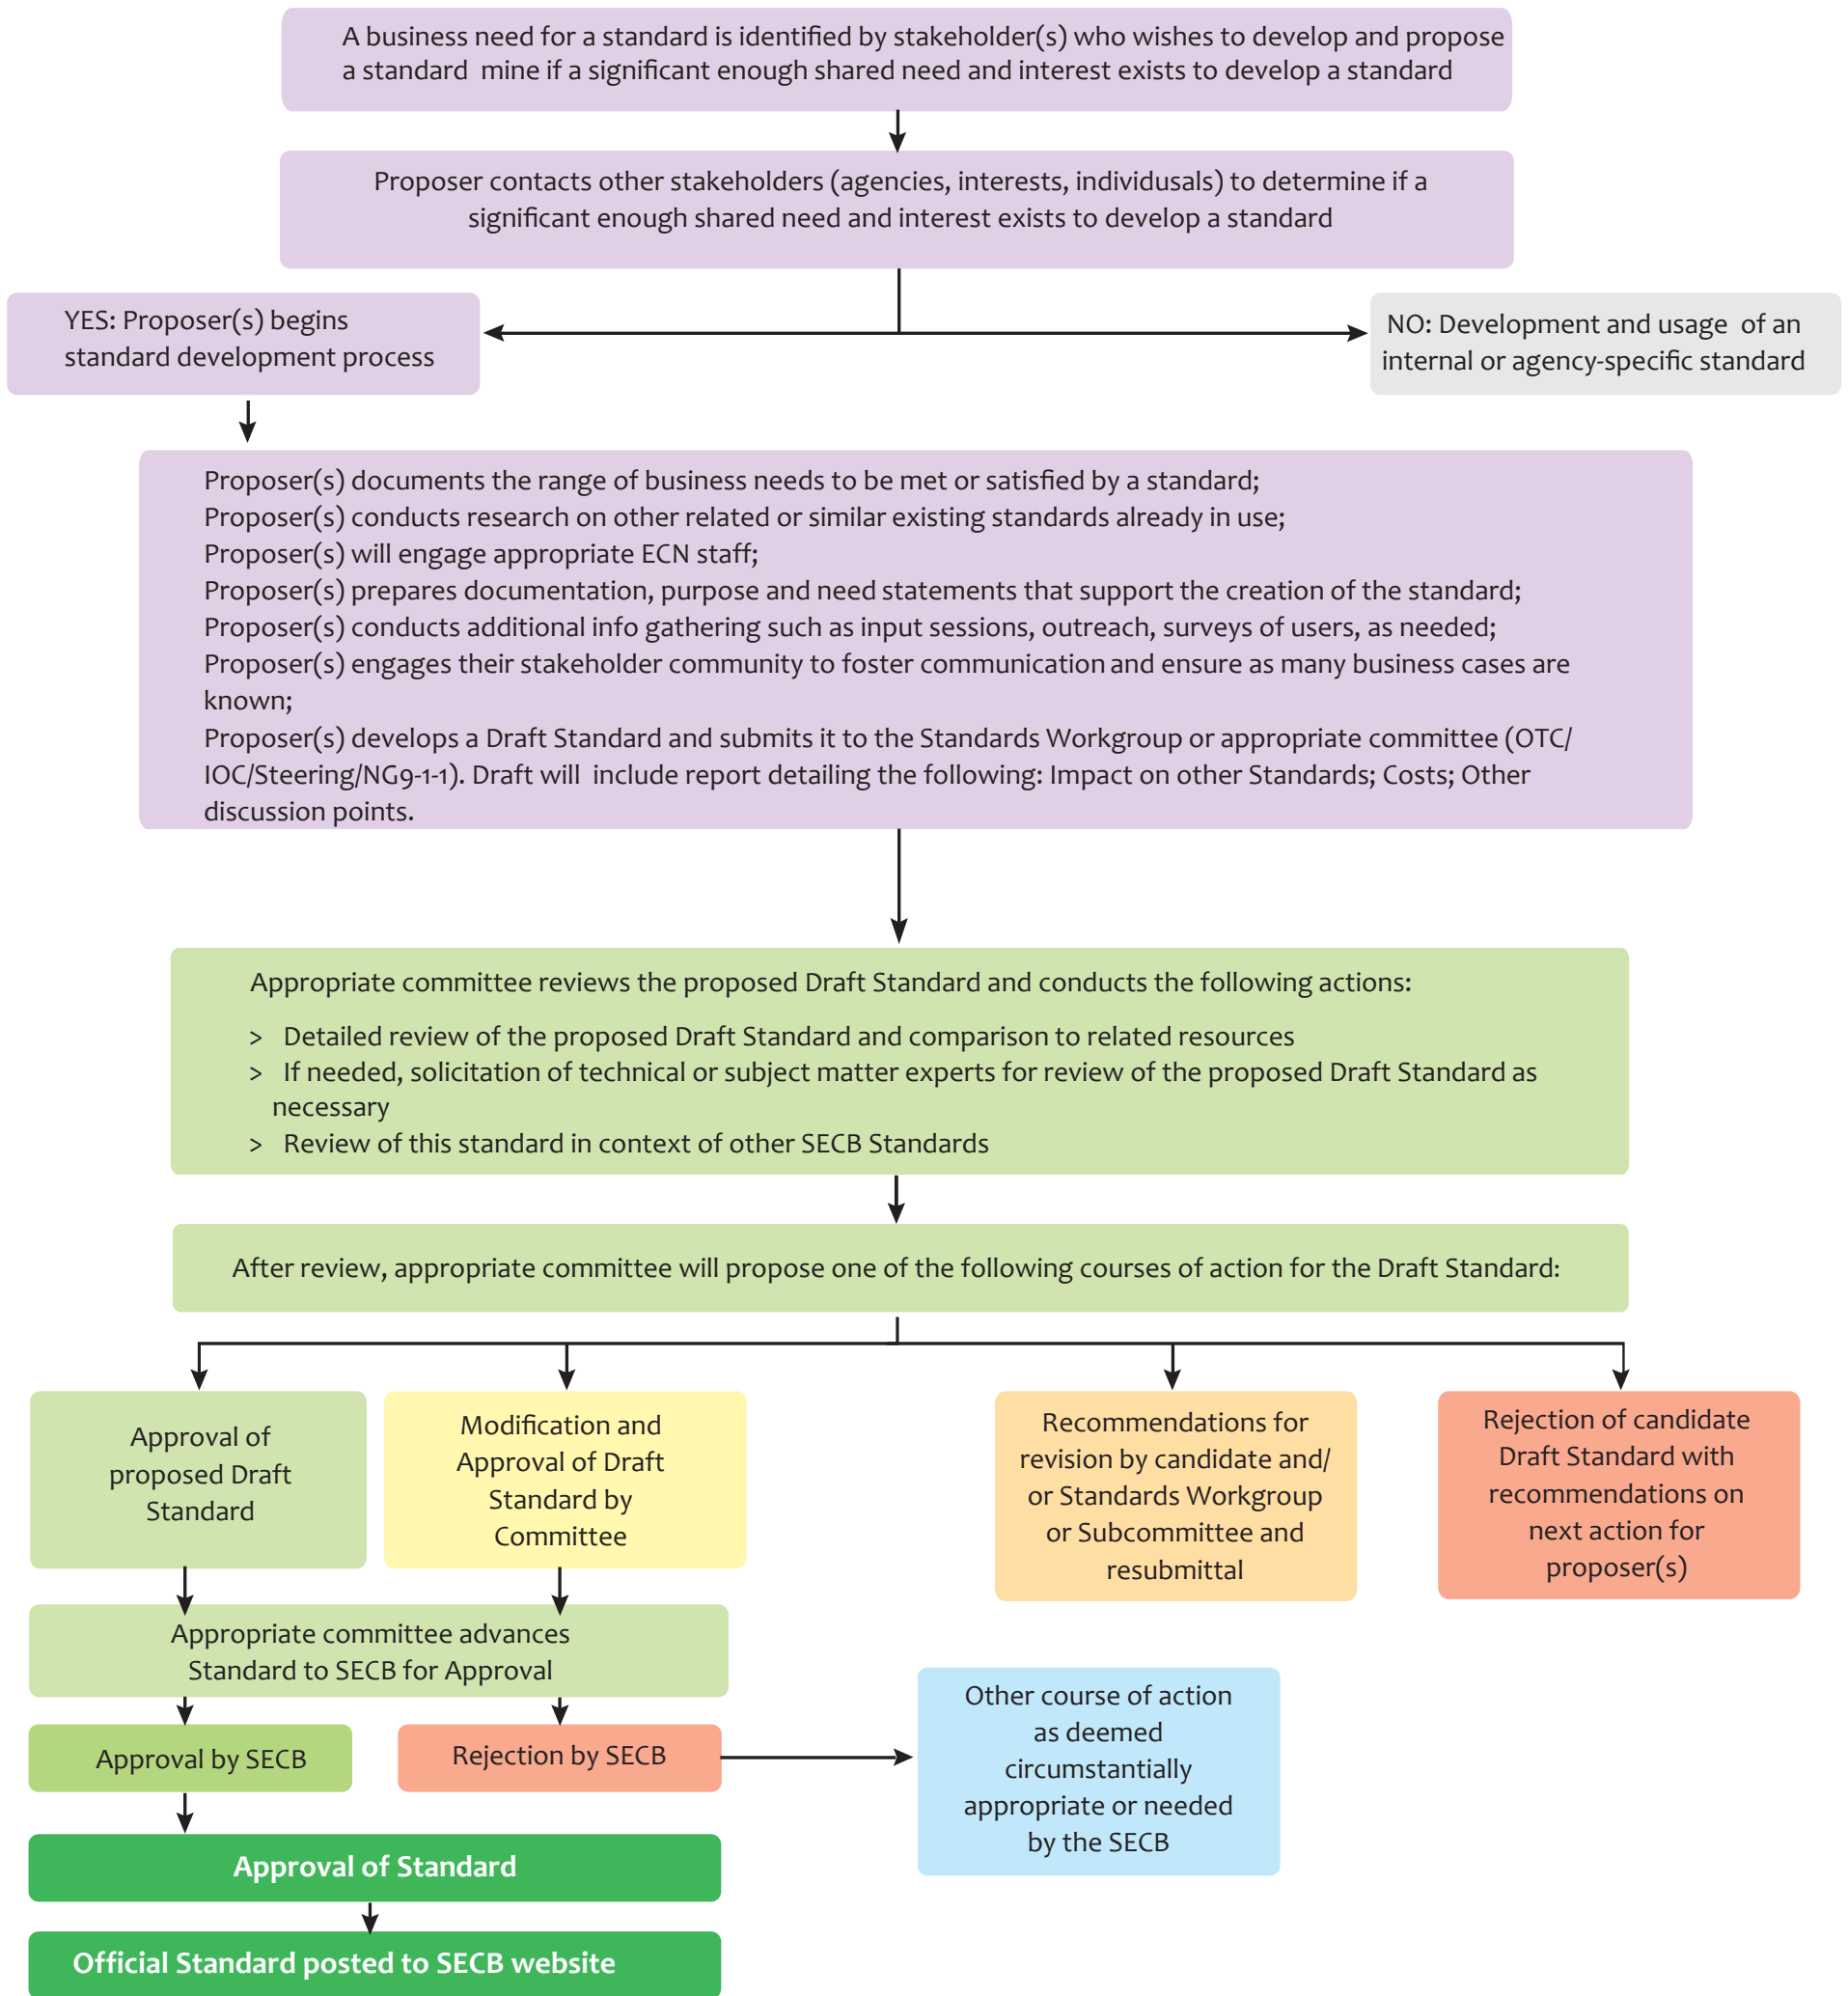 A business need for a standard is identified by stakeholder(s) who wishes to develop and propose
a standard  mine if a significant enough shared need and interest exists to develop a standard
Proposer contacts other stakeholders (agencies, interests, individusals) to determine if a
significant enough shared need and interest exists to develop a standard
YES: Proposer(s) begins
standard development process
NO: Development and usage  of an
internal or agency-specific standard
Proposer(s) documents the range of business needs to be met or satisfied by a standard;
Proposer(s) conducts research on other related or similar existing standards already in use;
Proposer(s) will engage appropriate ECN staff;
Proposer(s) prepares documentation, purpose and need statements that support the creation of the standard;
Proposer(s) conducts additional info gathering such as input sessions, outreach, surveys of users, as needed;
Proposer(s) engages their stakeholder community to foster communication and ensure as many business cases are
known;
Proposer(s) develops a Draft Standard and submits it to the Standards Workgroup or appropriate committee (OTC/
IOC/Steering/NG9-1-1). Draft will  include report detailing the following: Impact on other Standards; Costs; Other
discussion points.
Appropriate committee reviews the proposed Draft Standard and conducts the following actions:
> Detailed review of the proposed Draft Standard and comparison to related resources
> If needed, solicitation of technical or subject matter experts for review of the proposed Draft Standard as
necessary
> Review of this standard in context of other SECB Standards
After review, appropriate committee will propose one of the following courses of action for the Draft Standard:
Approval of
proposed Draft
Standard
Modification and
Approval of Draft
Standard by
Committee
Recommendations for
revision by candidate and/
or Standards Workgroup
or Subcommittee and
resubmittal
Rejection of candidate
Draft Standard with
recommendations on
next action for
proposer(s)
Appropriate committee advances
Standard to SECB for Approval
Approval by SECB
Rejection by SECB
Other course of action
as deemed
circumstantially
appropriate or needed
by the SECB
Approval of Standard
Official Standard posted to SECB website